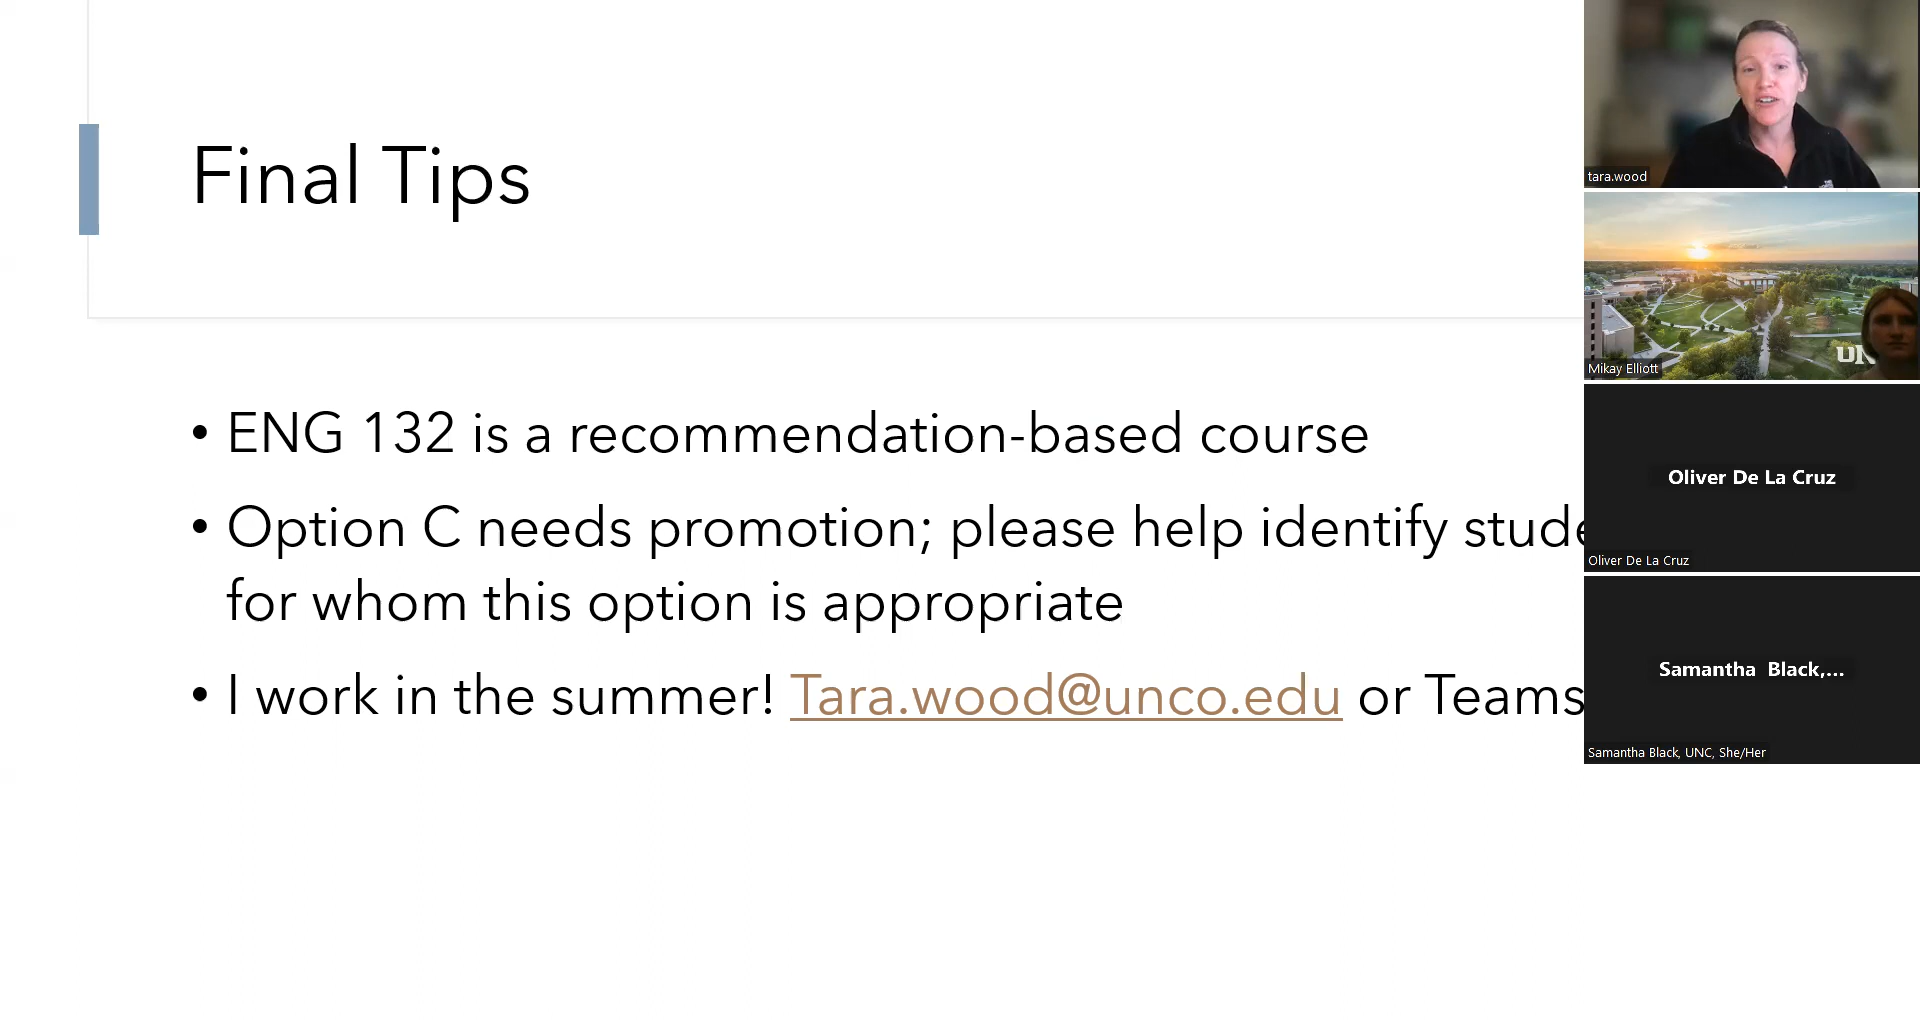 Final Tips
• ENG 132 is a recommendation-based course
• Option C needs promotion; please help identify stude
for whom this option is appropriate
• I work in the summer! Tara.wood@unco.edu or Teams
tara.wood
UN
Mikay Elliott
Oliver De La Cruz
Oliver De La Cruz
Samantha Black,...
Samantha Black, UNC, She/Her